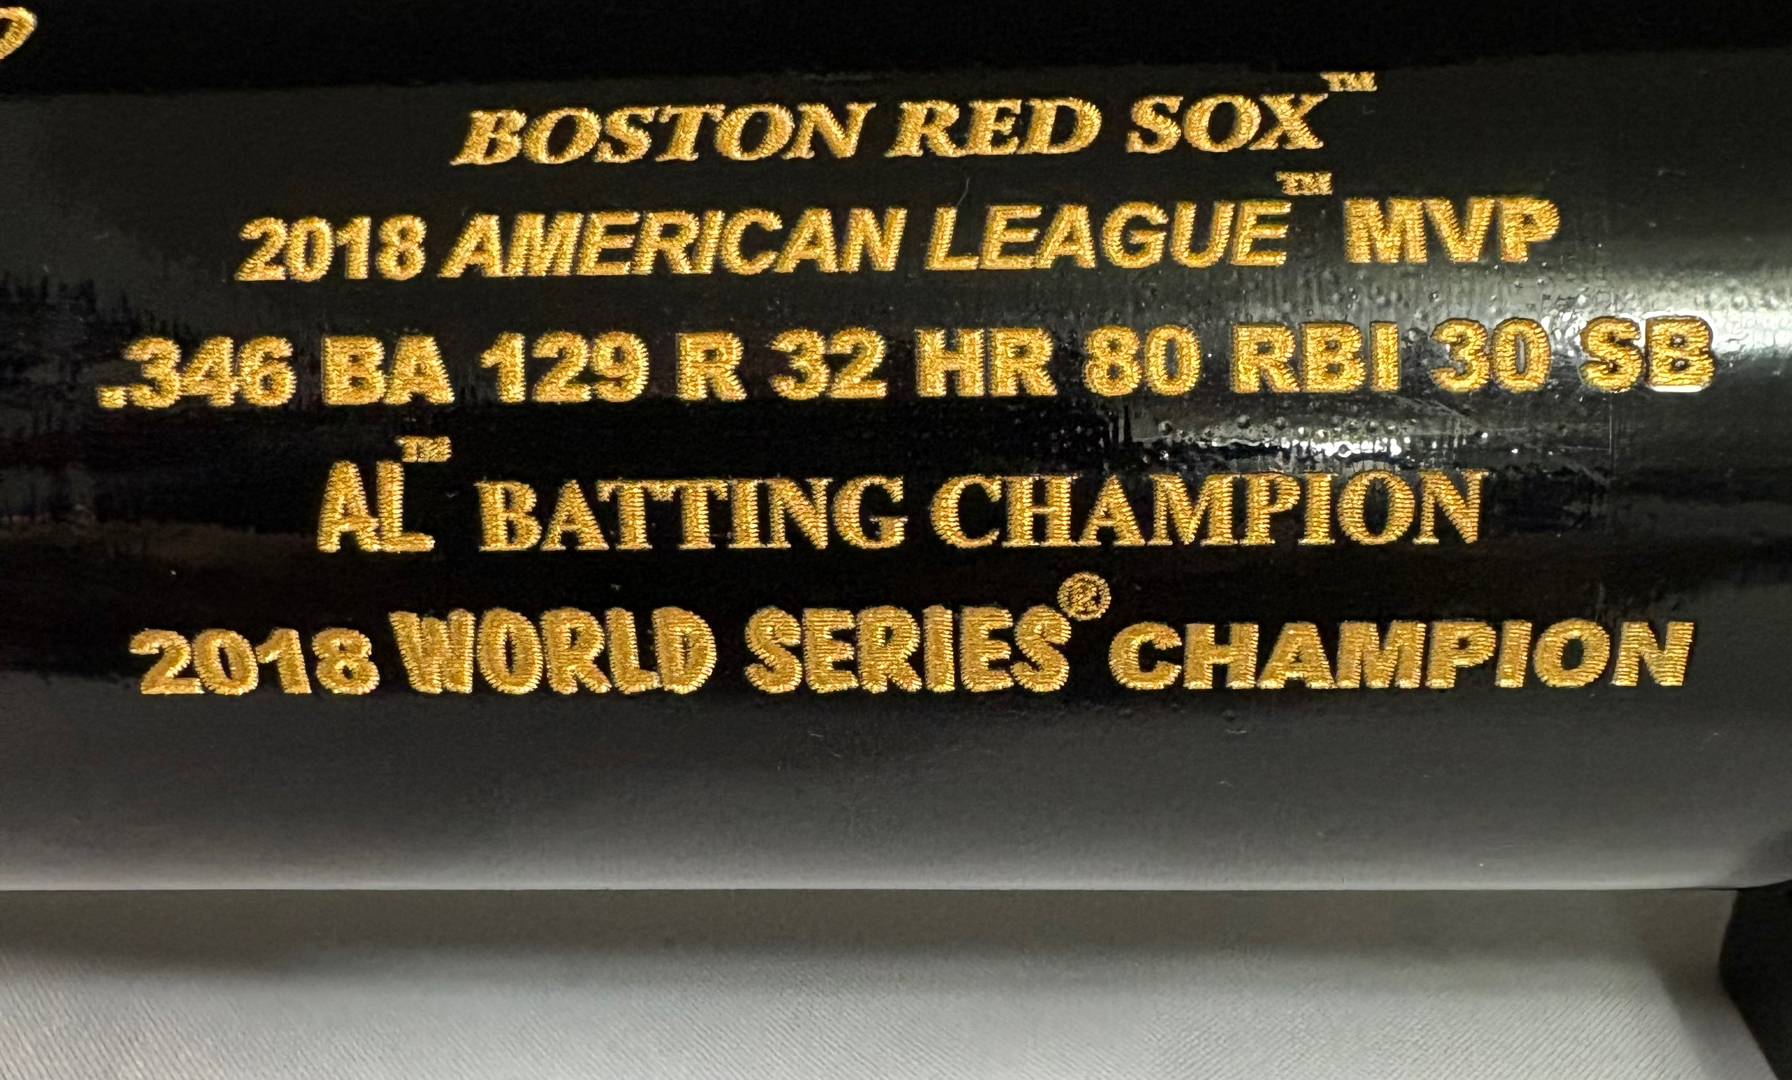 BOSTON RED SOX™
2018 AMERICAN LEAGUE™ MVP
.346 BA 129 R 32 HR 80 RBI 30 SB
AL™ BATTING CHAMPION
2018 WORLD SERIES® CHAMPION